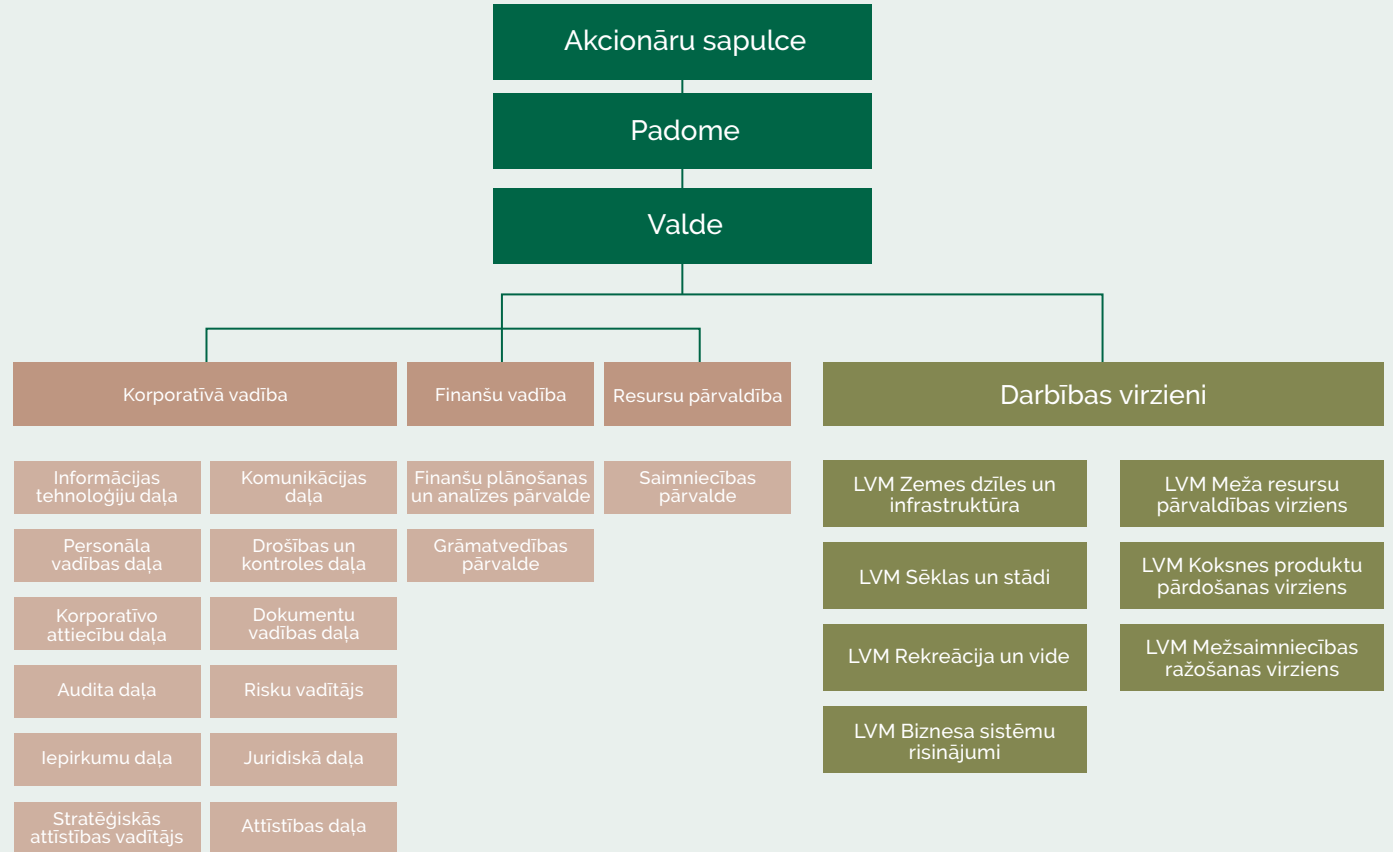 Akcionāru sapulce
Padome
Valde
Korporatīvā vadība
Finanšu vadība
Resursu pārvaldība
Darbības virzieni
Informācijas
tehnoloģiju daļa
Komunikācijas
daļa
Personāla
vadības daļa
Drošības un
kontroles daļa
Korporatīvo
attiecību daļa
Dokumentu
vadības daļa
Audita daļa
Risku vadītājs
Iepirkumu daļa
Juridiskā daļa
Stratēģiskās
attīstības vadītājs
Attīstības daļa
Finanšu plānošanas
un analīzes pārvalde
Grāmatvedības
pārvalde
Saimniecības
pārvalde
LVM Zemes dzīles un
infrastruktūra
LVM Meža resursu
pārvaldības virziens
LVM Sēklas un stādi
LVM Koksnes produktu
pārdošanas virziens
LVM Rekreācija un vide
LVM Mežsaimniecības
ražošanas virziens
LVM Biznesa sistēmu
risinājumi